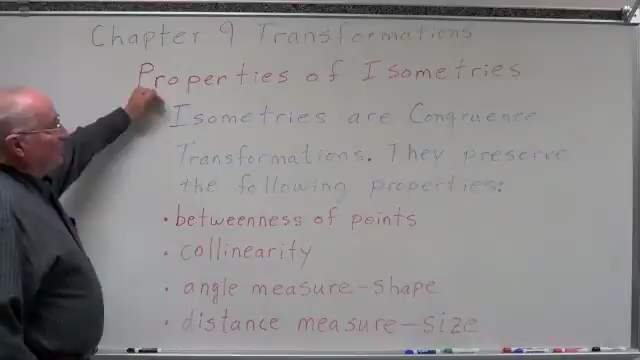 Chapter 9 Transformations
Properties of Isometries
Isometries are Congruence
Transformations. They preserve
the following properties:
• betweenness of points
• collinearity
• angle measure-shape
• distance measure-size